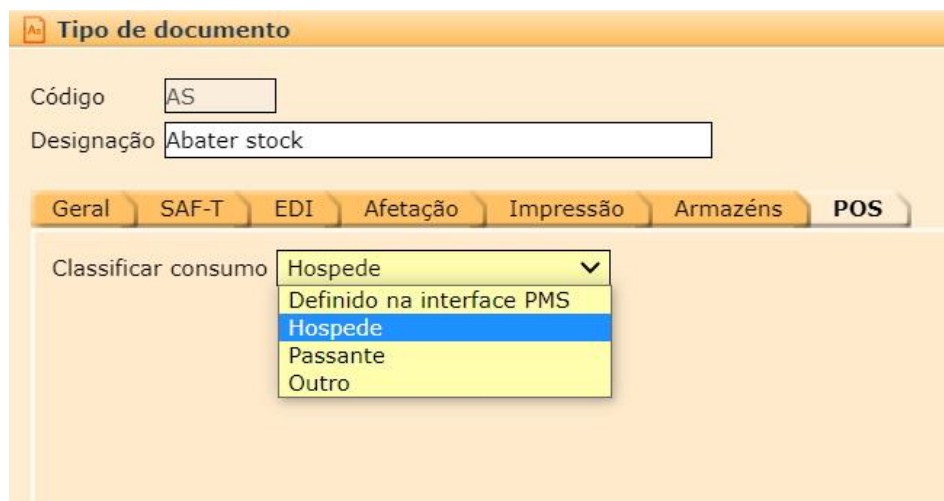 Tipo de documento
Código AS
Designação Abater stock
Geral SAF-T EDI Afetação Impressão Armazéns POS
Classificar consumo Hospede
Definido na interface PMS
Hospede
Passante
Outro